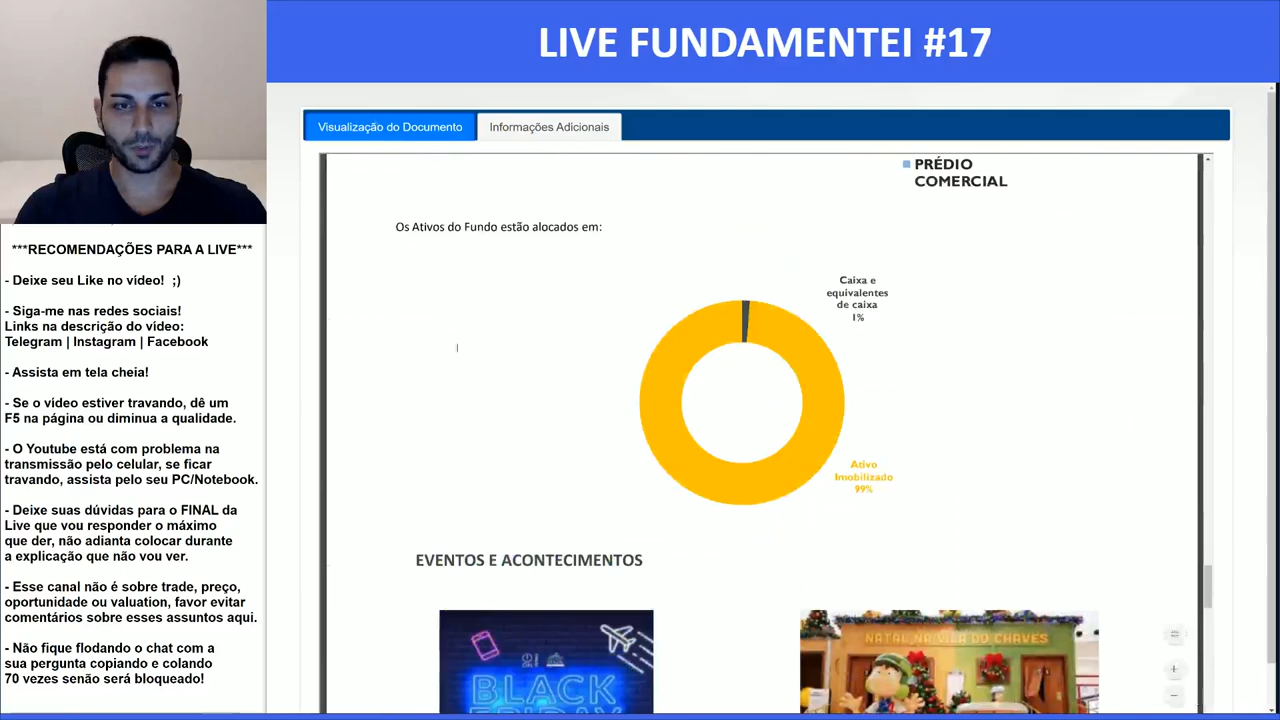 LIVE FUNDAMENTEI #17
Visualização do Documento
Informações Adicionais
PRÉDIO
COMERCIAL
Os Ativos do Fundo estão alocados em:
Caixa e
equivalentes
de caixa
1%
Ativo
Imobilizado
99%
EVENTOS E ACONTECIMENTOS
BLACK
FRIDAY
NATAL NA VILA DO CHAVES
***RECOMENDAÇÕES PARA A LIVE***
- Deixe seu Like no vídeo!  ;)
- Siga-me nas redes sociais!
Links na descrição do vídeo:
Telegram | Instagram | Facebook
- Assista em tela cheia!
- Se o vídeo estiver travando, dê um
F5 na página ou diminua a qualidade.
- O Youtube está com problema na
transmissão pelo celular, se ficar
travando, assista pelo seu PC/Notebook.
- Deixe suas dúvidas para o FINAL da
Live que vou responder o máximo
que der, não adianta colocar durante
a explicação que não vou ver.
- Esse canal não é sobre trade, preço,
oportunidade ou valuation, favor evitar
comentários sobre esses assuntos aqui.
- Não fique flodando o chat com a
sua pergunta copiando e colando
70 vezes senão será bloqueado!